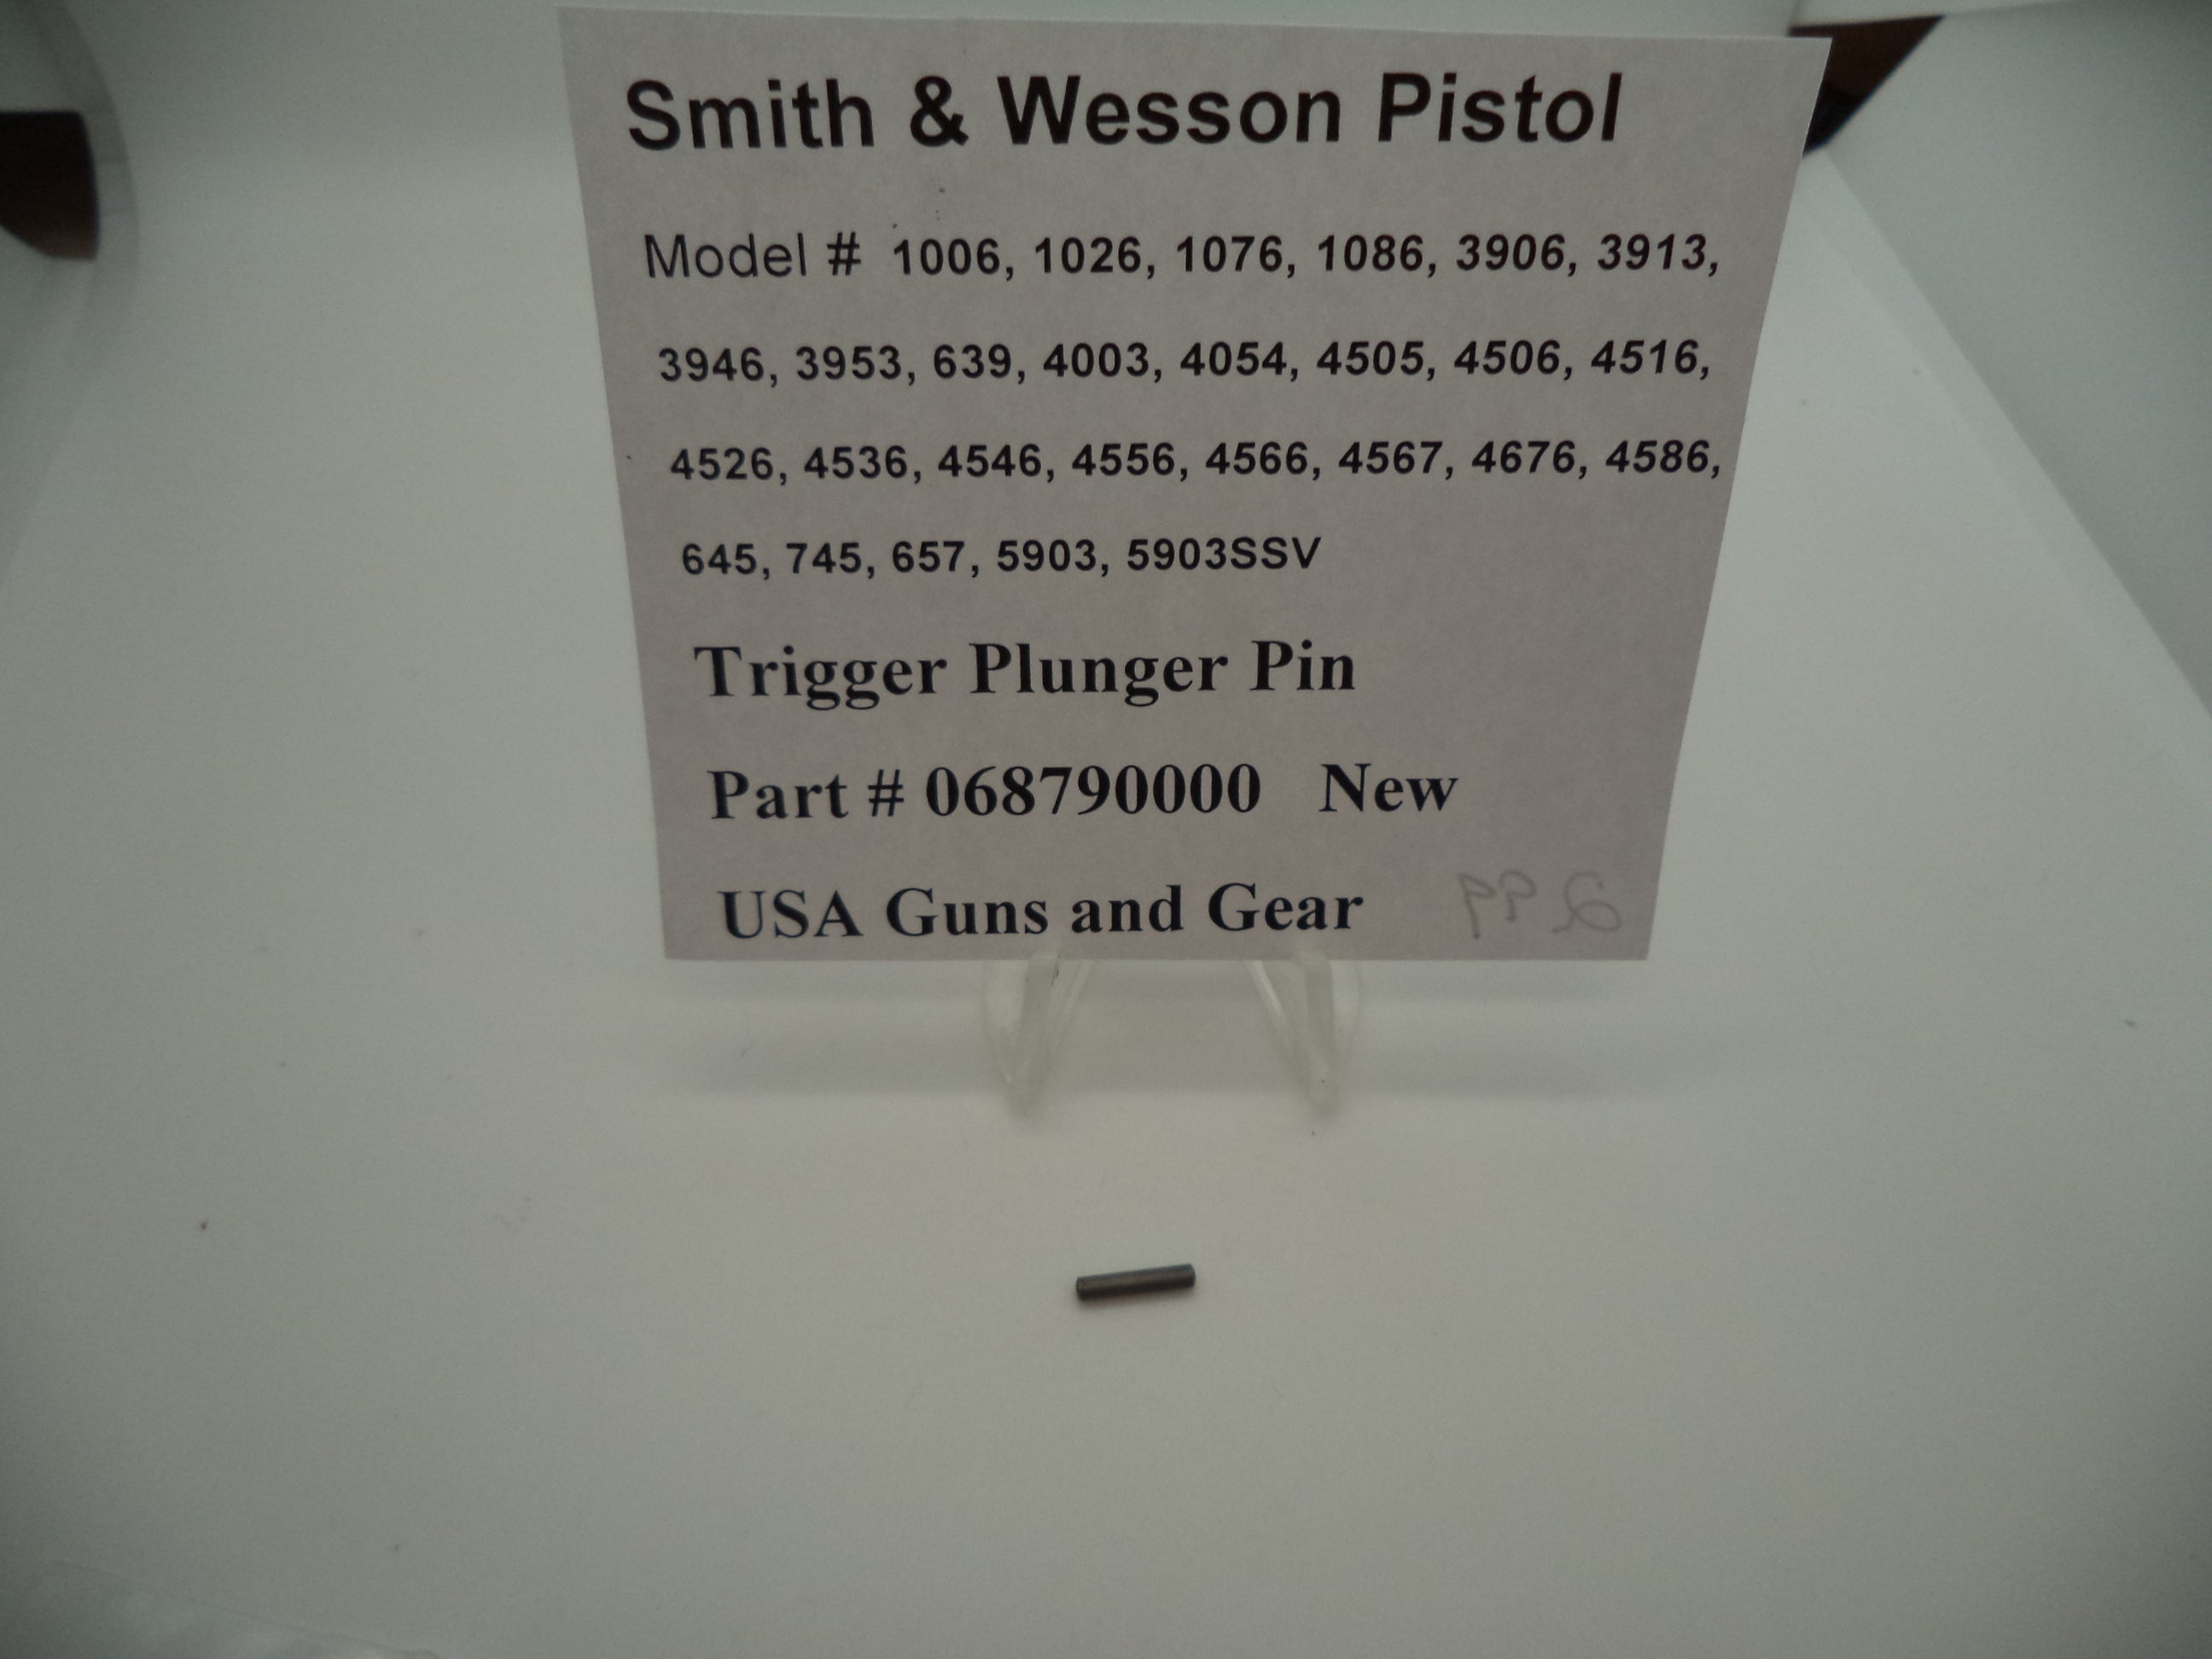 Smith & Wesson Pistol
Model # 1006, 1026, 1076, 1086, 3906, 3913,
3946, 3953, 639, 4003, 4054, 4505, 4506, 4516,
4526, 4536, 4546, 4556, 4566, 4567, 4676, 4586,
645, 745, 657, 5903, 5903SSV
Trigger Plunger Pin
Part # 068790000 New
USA Guns and Gear